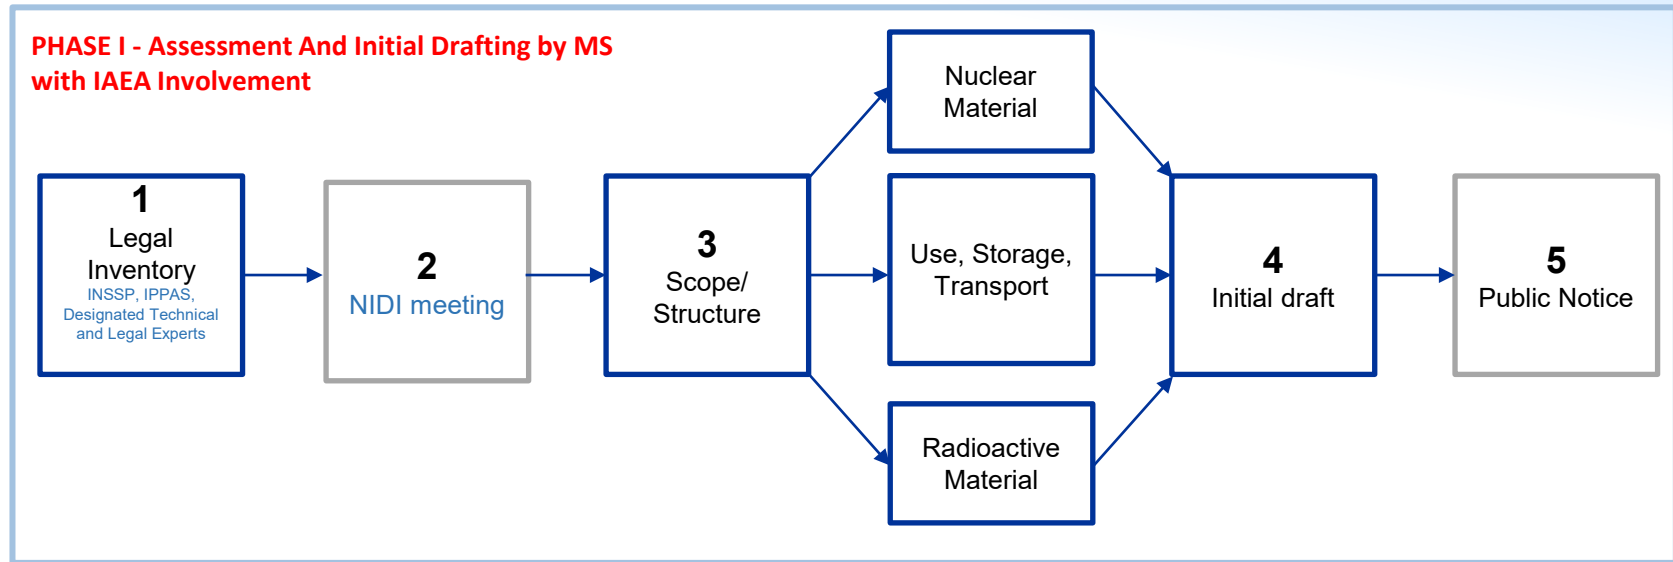 PHASE I - Assessment And Initial Drafting by MS
with IAEA Involvement
1
Legal
Inventory
INSSP, IPPAS,
Designated Technical
and Legal Experts
2
NIDI meeting
3
Scope/
Structure
Nuclear
Material
Use, Storage,
Transport
Radioactive
Material
4
Initial draft
5
Public Notice